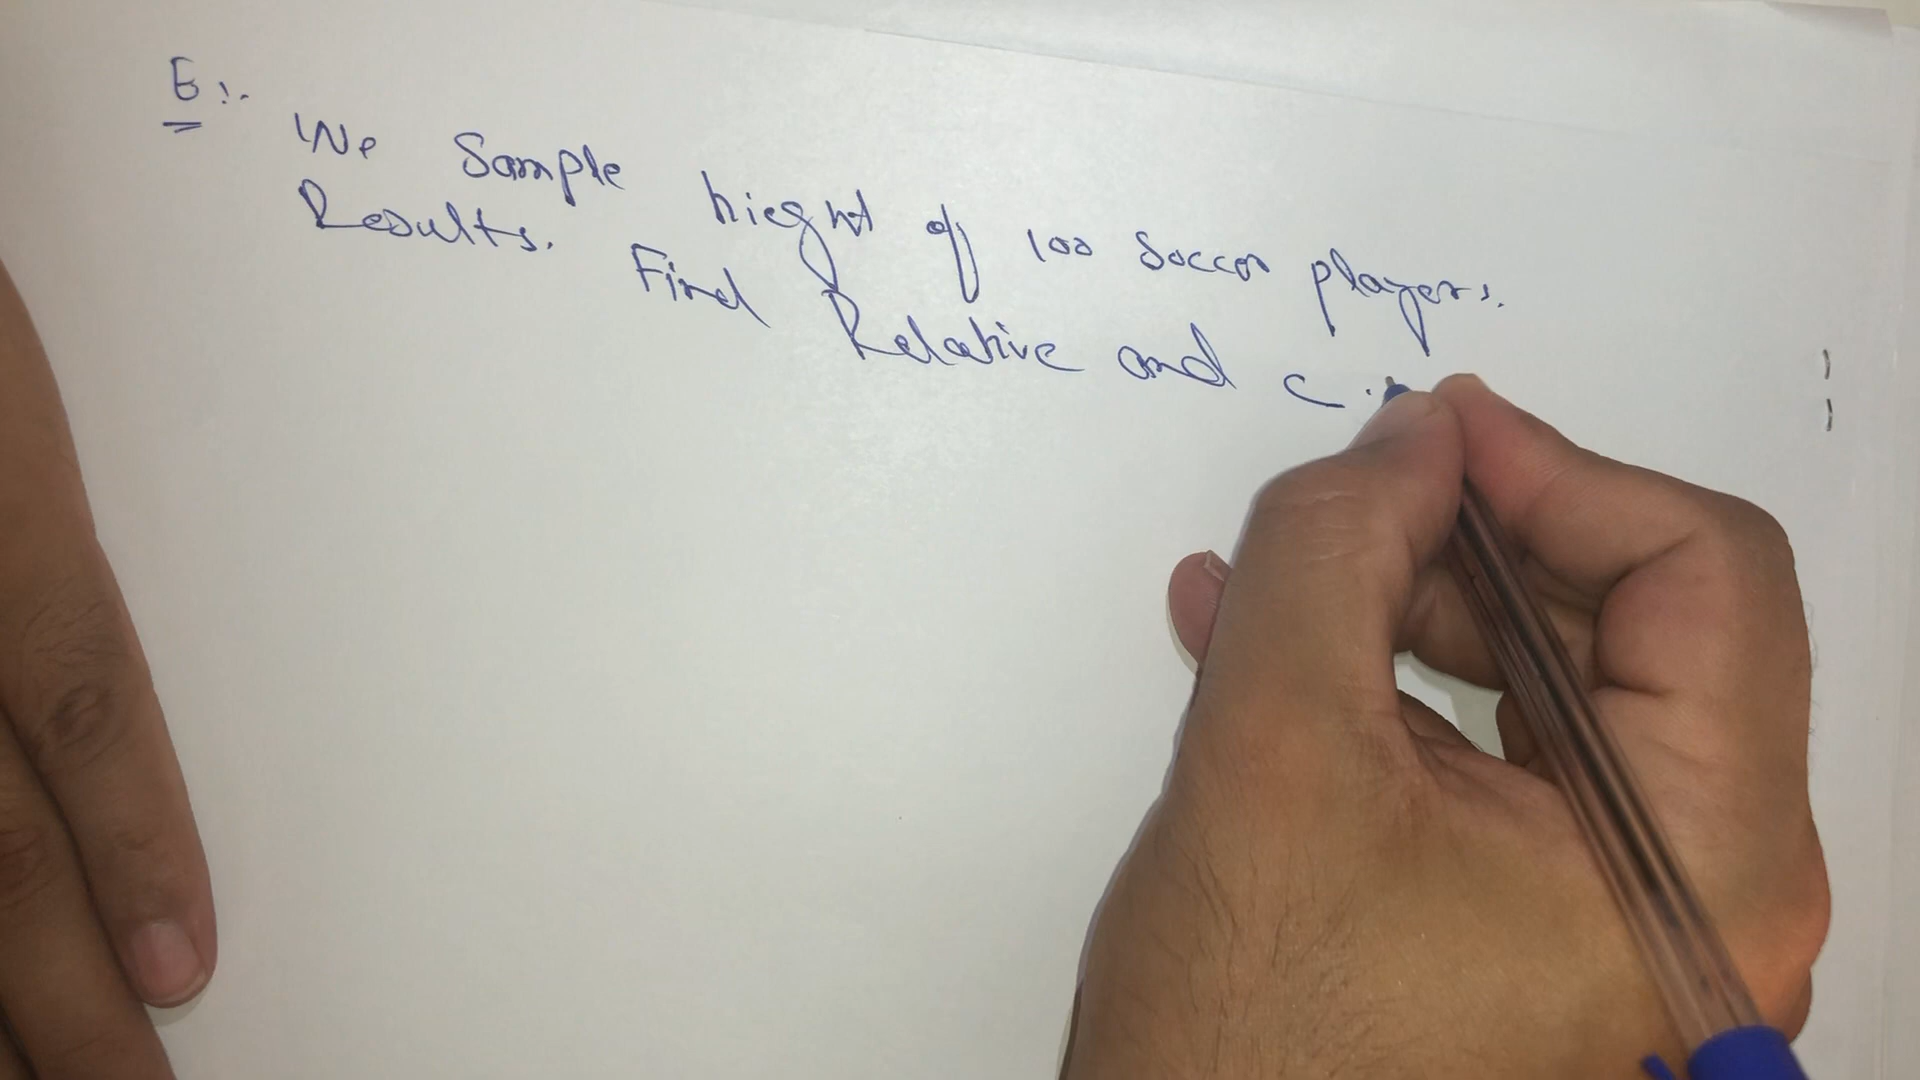 E:-
We Sample hieght of 100 Soccer players.
Results. Find Relative and c.